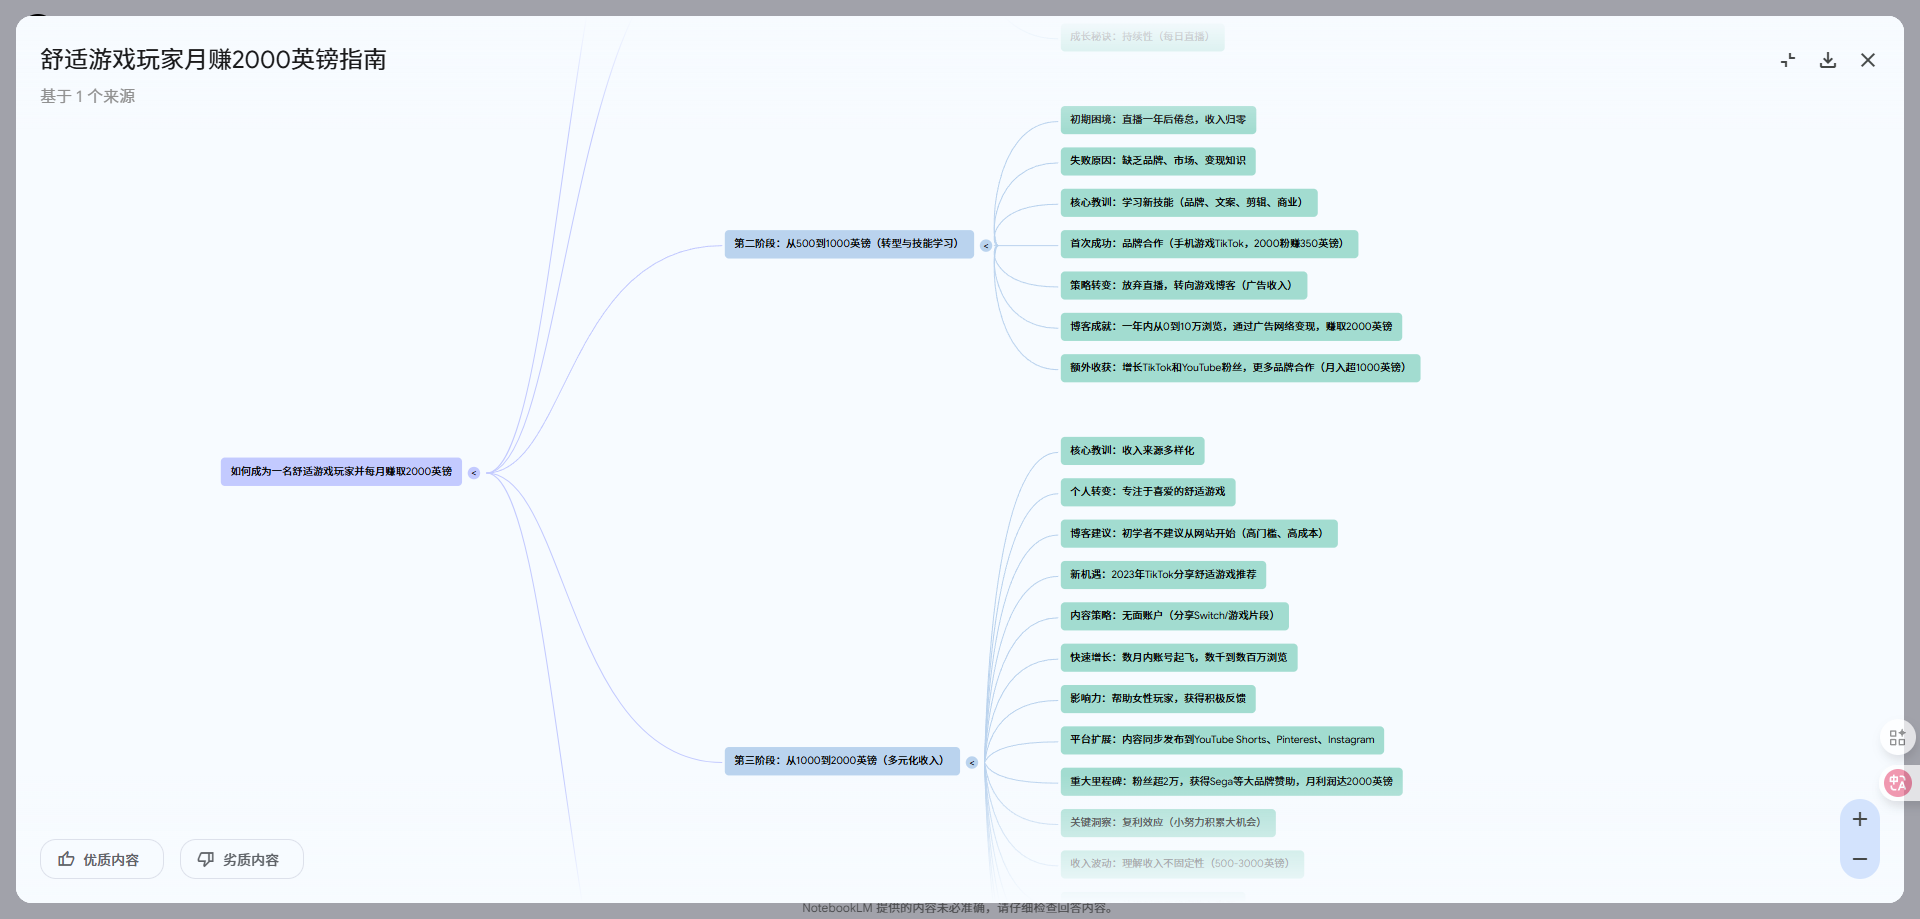 舒适游戏玩家月赚2000英镑指南
基于 1 个来源
成长秘诀：持续性（每日直播）
初期困境：直播一年后倦怠，收入归零
失败原因：缺乏品牌、市场、变现知识
核心教训：学习新技能（品牌、文案、剪辑、商业）
第二阶段：从500到1000英镑（转型与技能学习）
<
首次成功：品牌合作（手机游戏TikTok，2000粉赚350英镑）
策略转变：放弃直播，转向游戏博客（广告收入）
博客成就：一年内从0到10万浏览，通过广告网络变现，赚取2000英镑
额外收获：增长TikTok和YouTube粉丝，更多品牌合作（月入超1000英镑）
如何成为一名舒适游戏玩家并每月赚取2000英镑
<
核心教训：收入来源多样化
个人转变：专注于喜爱的舒适游戏
博客建议：初学者不建议从网站开始（高门槛、高成本）
新机遇：2023年TikTok分享舒适游戏推荐
内容策略：无面账户（分享Switch/游戏片段）
快速增长：数月内账号起飞，数千到数百万浏览
影响力：帮助女性玩家，获得积极反馈
平台扩展：内容同步发布到YouTube Shorts、Pinterest、Instagram
第三阶段：从1000到2000英镑（多元化收入）
<
重大里程碑：粉丝超2万，获得Sega等大品牌赞助，月利润达2000英镑
关键洞察：复利效应（小努力积累大机会）
收入波动：理解收入不固定性（500-3000英镑）
优质内容
劣质内容
NotebookLM 提供的内容未必准确，请仔细检查回答内容。